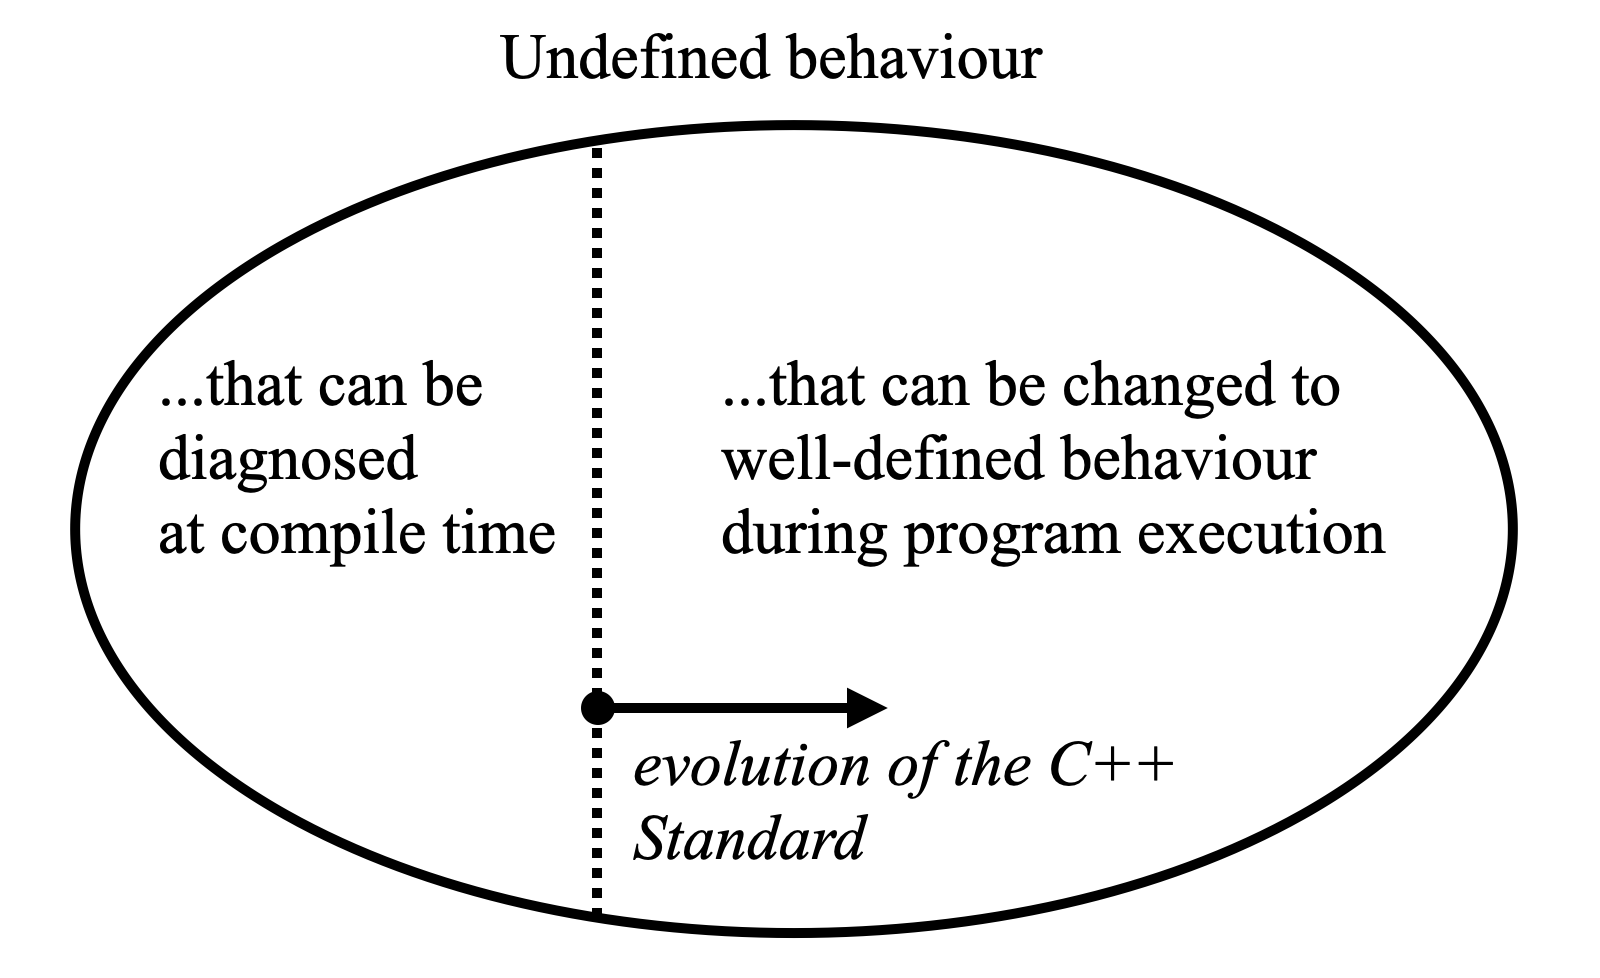 Undefined behaviour
...that can be
diagnosed
at compile time
...that can be changed to
well-defined behaviour
during program execution
evolution of the C++
Standard